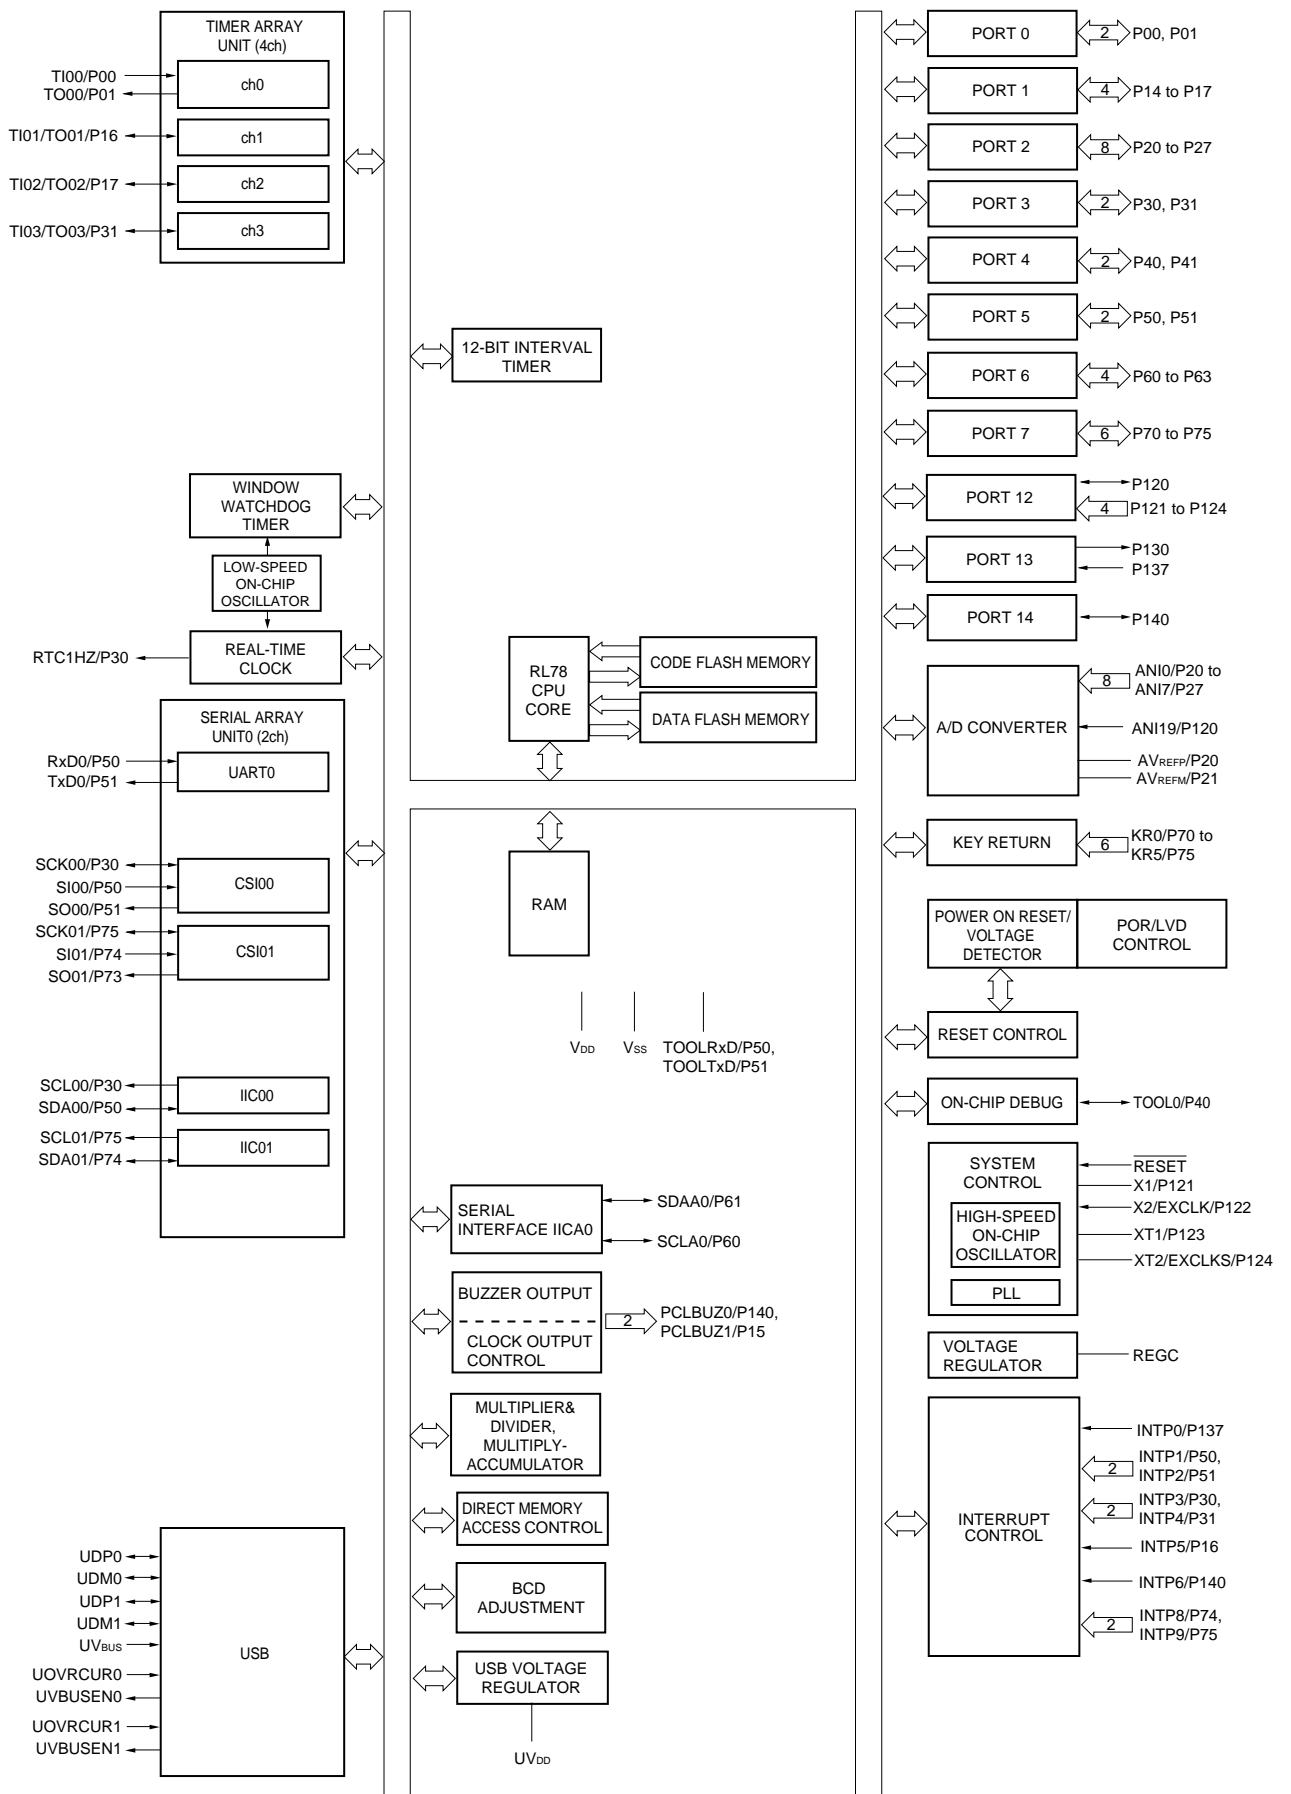 TIMER ARRAY
UNIT (4ch)
TI00/P00
TO00/P01
ch0
TI01/TO01/P16
ch1
TI02/TO02/P17
ch2
TI03/TO03/P31
ch3
12-BIT INTERVAL
TIMER
WINDOW
WATCHDOG
TIMER
LOW-SPEED
ON-CHIP
OSCILLATOR
RTC1HZ/P30
REAL-TIME
CLOCK
RL78
CPU
CORE
CODE FLASH MEMORY
DATA FLASH MEMORY
SERIAL ARRAY
UNIT0 (2ch)
RxD0/P50
TxD0/P51
UART0
SCK00/P30
SI00/P50
SO00/P51
CSI00
SCK01/P75
SI01/P74
SO01/P73
CSI01
SCL00/P30
SDA00/P50
IIC00
SCL01/P75
SDA01/P74
IIC01
RAM
VDD
VSS
TOOLRxD/P50,
TOOLTxD/P51
SERIAL
INTERFACE IICA0
SDAA0/P61
SCLA0/P60
BUZZER OUTPUT
CLOCK OUTPUT
CONTROL
2
PCLBUZ0/P140,
PCLBUZ1/P15
MULTIPLIER&
DIVIDER,
MULITIPLY-
ACCUMULATOR
DIRECT MEMORY
ACCESS CONTROL
BCD
ADJUSTMENT
USB VOLTAGE
REGULATOR
UVDD
UDP0
UDM0
UDP1
UDM1
UVBUS
UOVRCUR0
UVBUSEN0
UOVRCUR1
UVBUSEN1
USB
PORT 0
2
P00, P01
PORT 1
4
P14 to P17
PORT 2
8
P20 to P27
PORT 3
2
P30, P31
PORT 4
2
P40, P41
PORT 5
2
P50, P51
PORT 6
4
P60 to P63
PORT 7
6
P70 to P75
PORT 12
P120
4
P121 to P124
PORT 13
P130
P137
PORT 14
P140
A/D CONVERTER
8
ANI0/P20 to
ANI7/P27
ANI19/P120
AVREFP/P20
AVREFM/P21
KEY RETURN
6
KR0/P70 to
KR5/P75
POWER ON RESET/
VOLTAGE
DETECTOR
POR/LVD
CONTROL
RESET CONTROL
ON-CHIP DEBUG
TOOL0/P40
SYSTEM
CONTROL
HIGH-SPEED
ON-CHIP
OSCILLATOR
PLL
RESET
X1/P121
X2/EXCLK/P122
XT1/P123
XT2/EXCLKS/P124
VOLTAGE
REGULATOR
REGC
INTERRUPT
CONTROL
INTP0/P137
2
INTP1/P50,
INTP2/P51
2
INTP3/P30,
INTP4/P31
INTP5/P16
INTP6/P140
2
INTP8/P74,
INTP9/P75